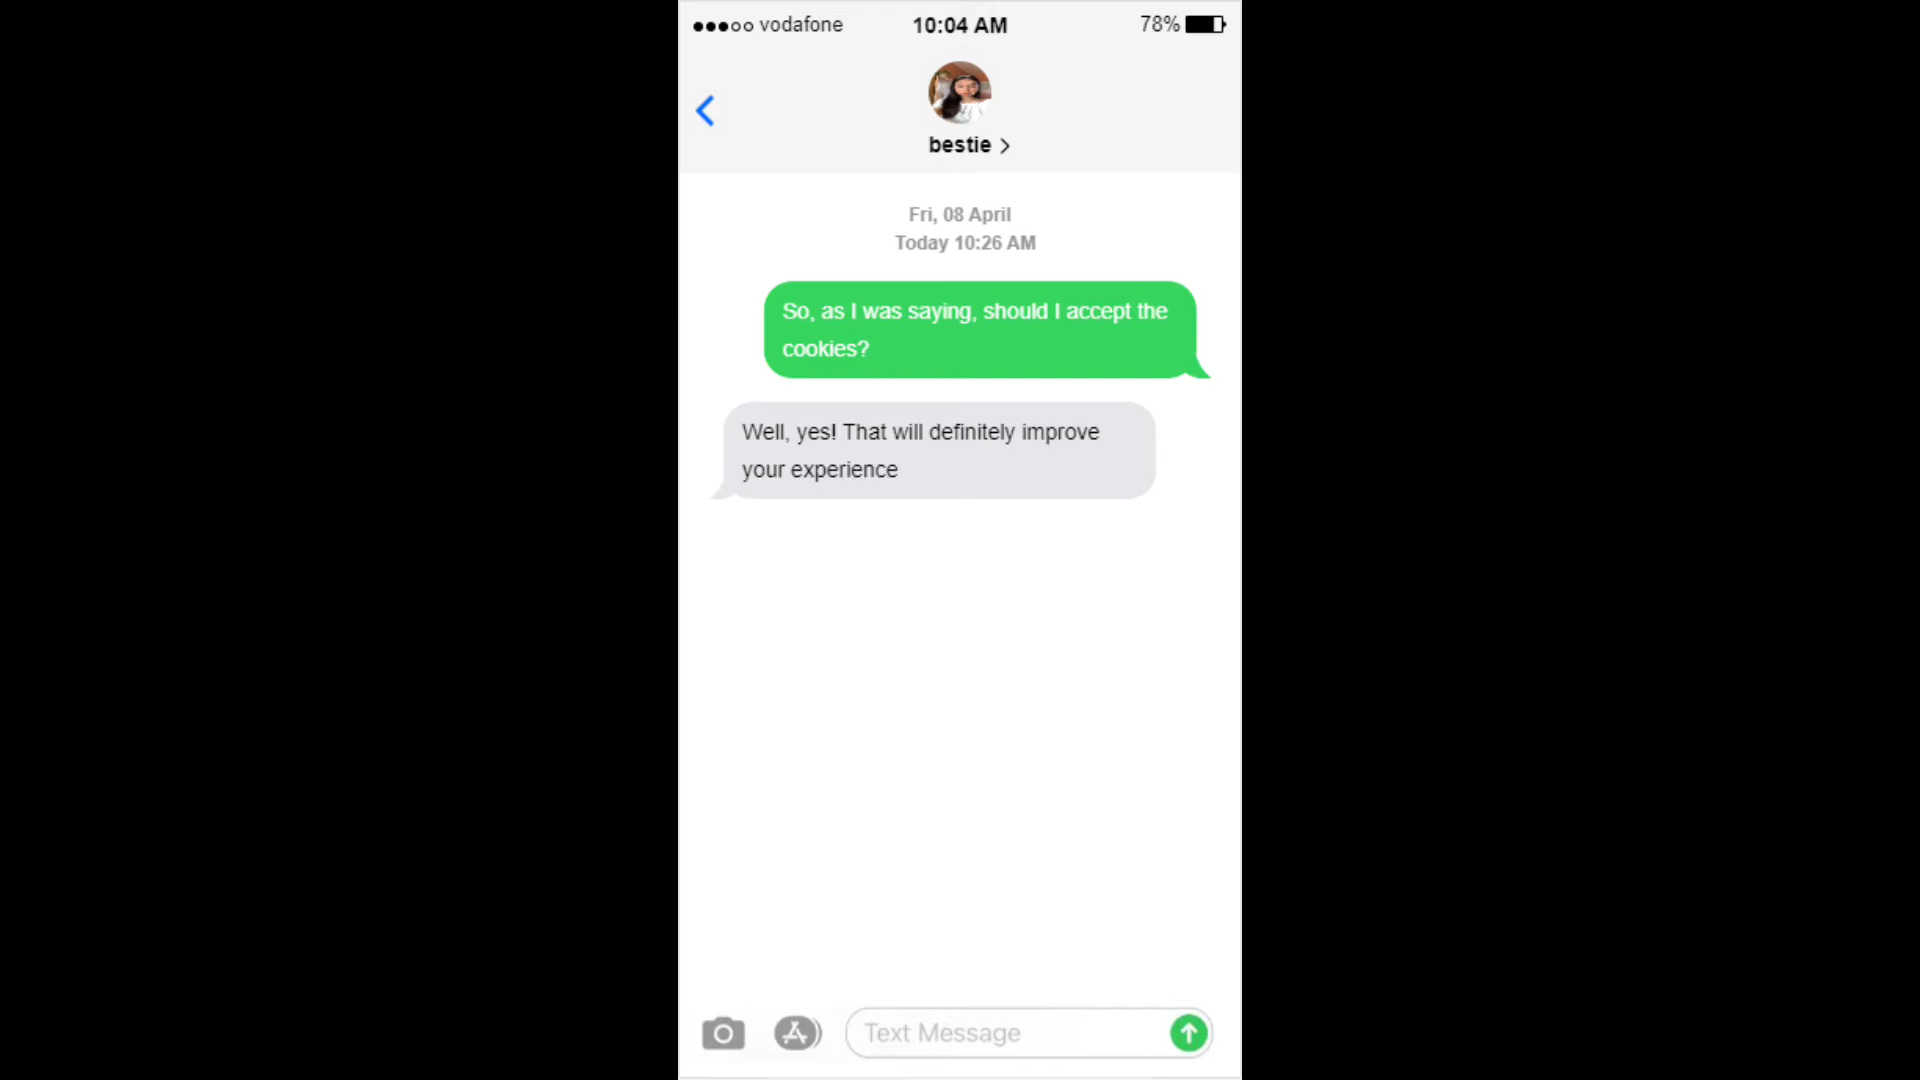 vodafone 10:04 AM 78%
bestie
Fri, 08 April
Today 10:26 AM
So, as I was saying, should I accept the
cookies?
Well, yes! That will definitely improve
your experience
Text Message